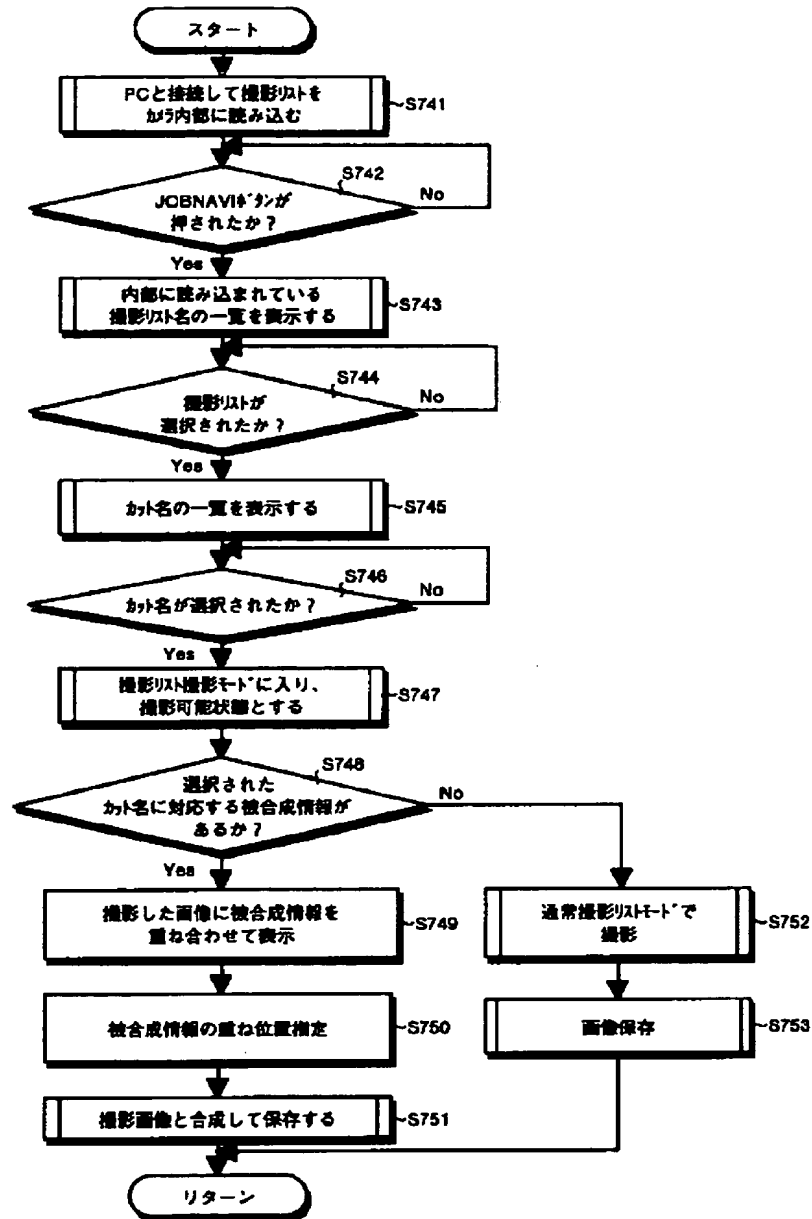 スタート
PCと接続して撮影リストを
カメラ内部に読み込む
S741
S742
JOBNAVIボタンが
押されたか？
No
Yes
内部に読み込まれている
撮影リスト名の一覧を表示する
S743
S744
撮影リストが
選択されたか？
No
Yes
カット名の一覧を表示する
S745
S746
カット名が選択されたか？
No
Yes
撮影リスト撮影モードに入り、
撮影可能状態とする
S747
S748
選択された
カット名に対応する被合成情報が
あるか？
No
Yes
撮影した画像に被合成情報を
重ね合わせて表示
S749
通常撮影リストモードで
撮影
S752
被合成情報の重ね位置指定
S750
画像保存
S753
撮影画像と合成して保存する
S751
リターン